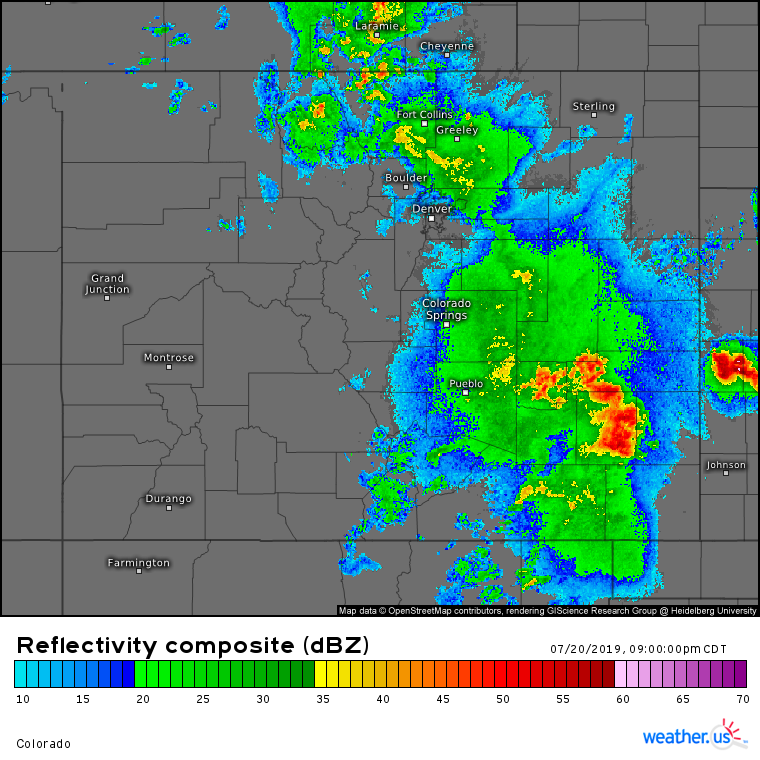 Laramie
Cheyenne
Sterling
Fort Collins
Greeley
Boulder
Denver
Grand
Junction
Colorado
Springs
Montrose
Pueblo
Johnson
Durango
Farmington
Map data © OpenStreetMap contributors, rendering GIScience Research Group @ Heidelberg University
Reflectivity composite (dBZ)
07/20/2019, 09:00:00pm CDT
10 15 20 25 30 35 40 45 50 55 60 65 70
Colorado
weather.us